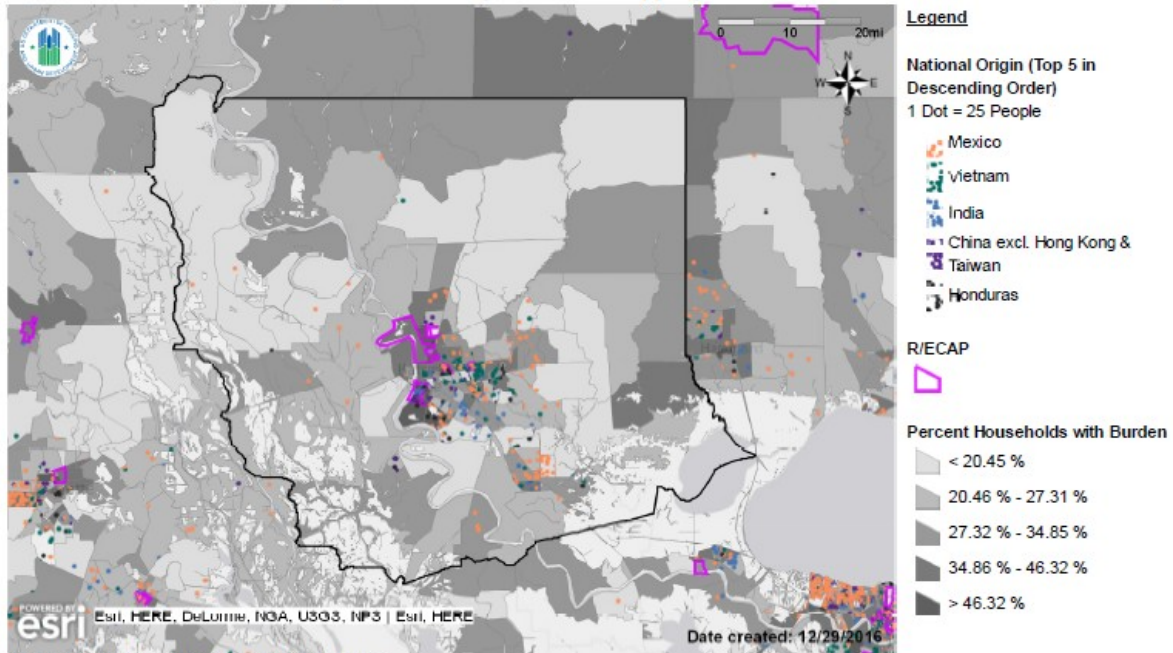 0 10 20mi
N
W E
S
Legend
National Origin (Top 5 in
Descending Order)
1 Dot = 25 People
Mexico
Vietnam
India
China excl. Hong Kong &
Taiwan
Honduras
R/ECAP
Percent Households with Burden
< 20.45 %
20.46 % - 27.31 %
27.32 % - 34.85 %
34.86 % - 46.32 %
> 46.32 %
POWERED BY
esri
Esri, HERE, DeLorme, NGA, USGS, NPS | Esri, HERE
Date created: 12/29/2016